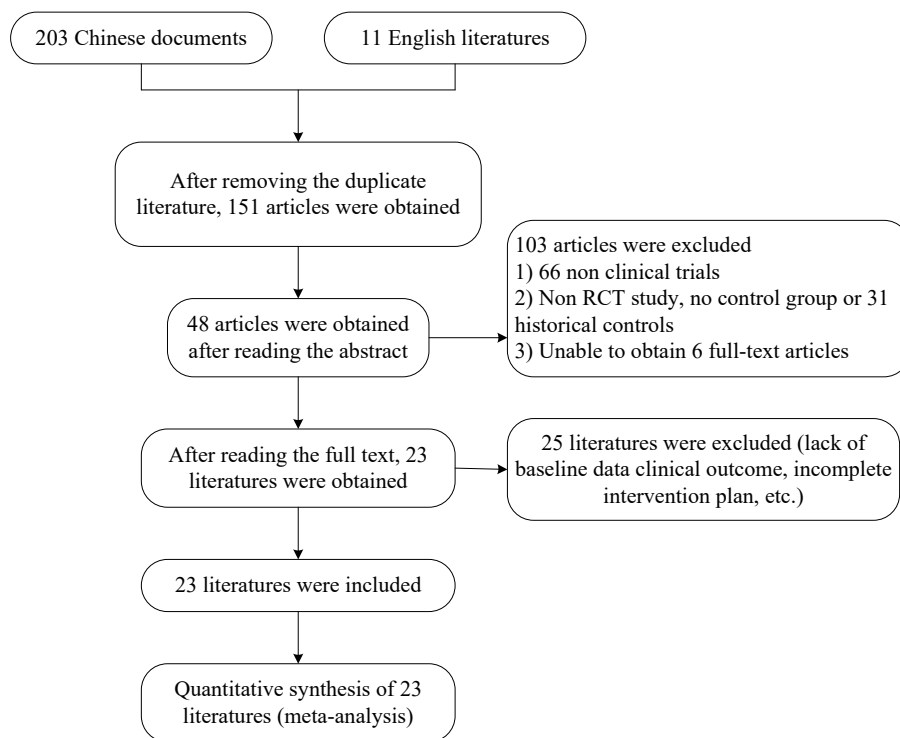 203 Chinese documents
11 English literatures
After removing the duplicate
literature, 151 articles were obtained
103 articles were excluded
1) 66 non clinical trials
2) Non RCT study, no control group or 31
historical controls
3) Unable to obtain 6 full-text articles
48 articles were obtained
after reading the abstract
After reading the full text, 23
literatures were obtained
25 literatures were excluded (lack of
baseline data clinical outcome, incomplete
intervention plan, etc.)
23 literatures were included
Quantitative synthesis of 23
literatures (meta-analysis)